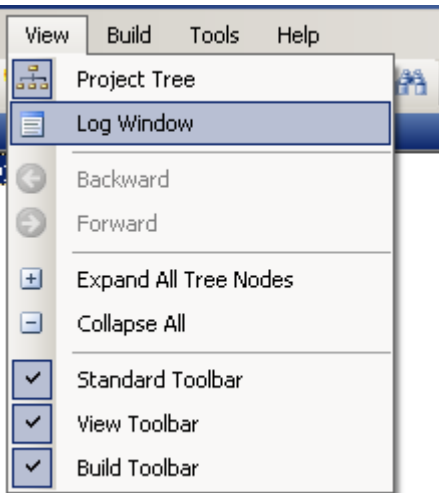 View Build Tools Help
Project Tree
Log Window
Backward
Forward
Expand All Tree Nodes
Collapse All
Standard Toolbar
View Toolbar
Build Toolbar